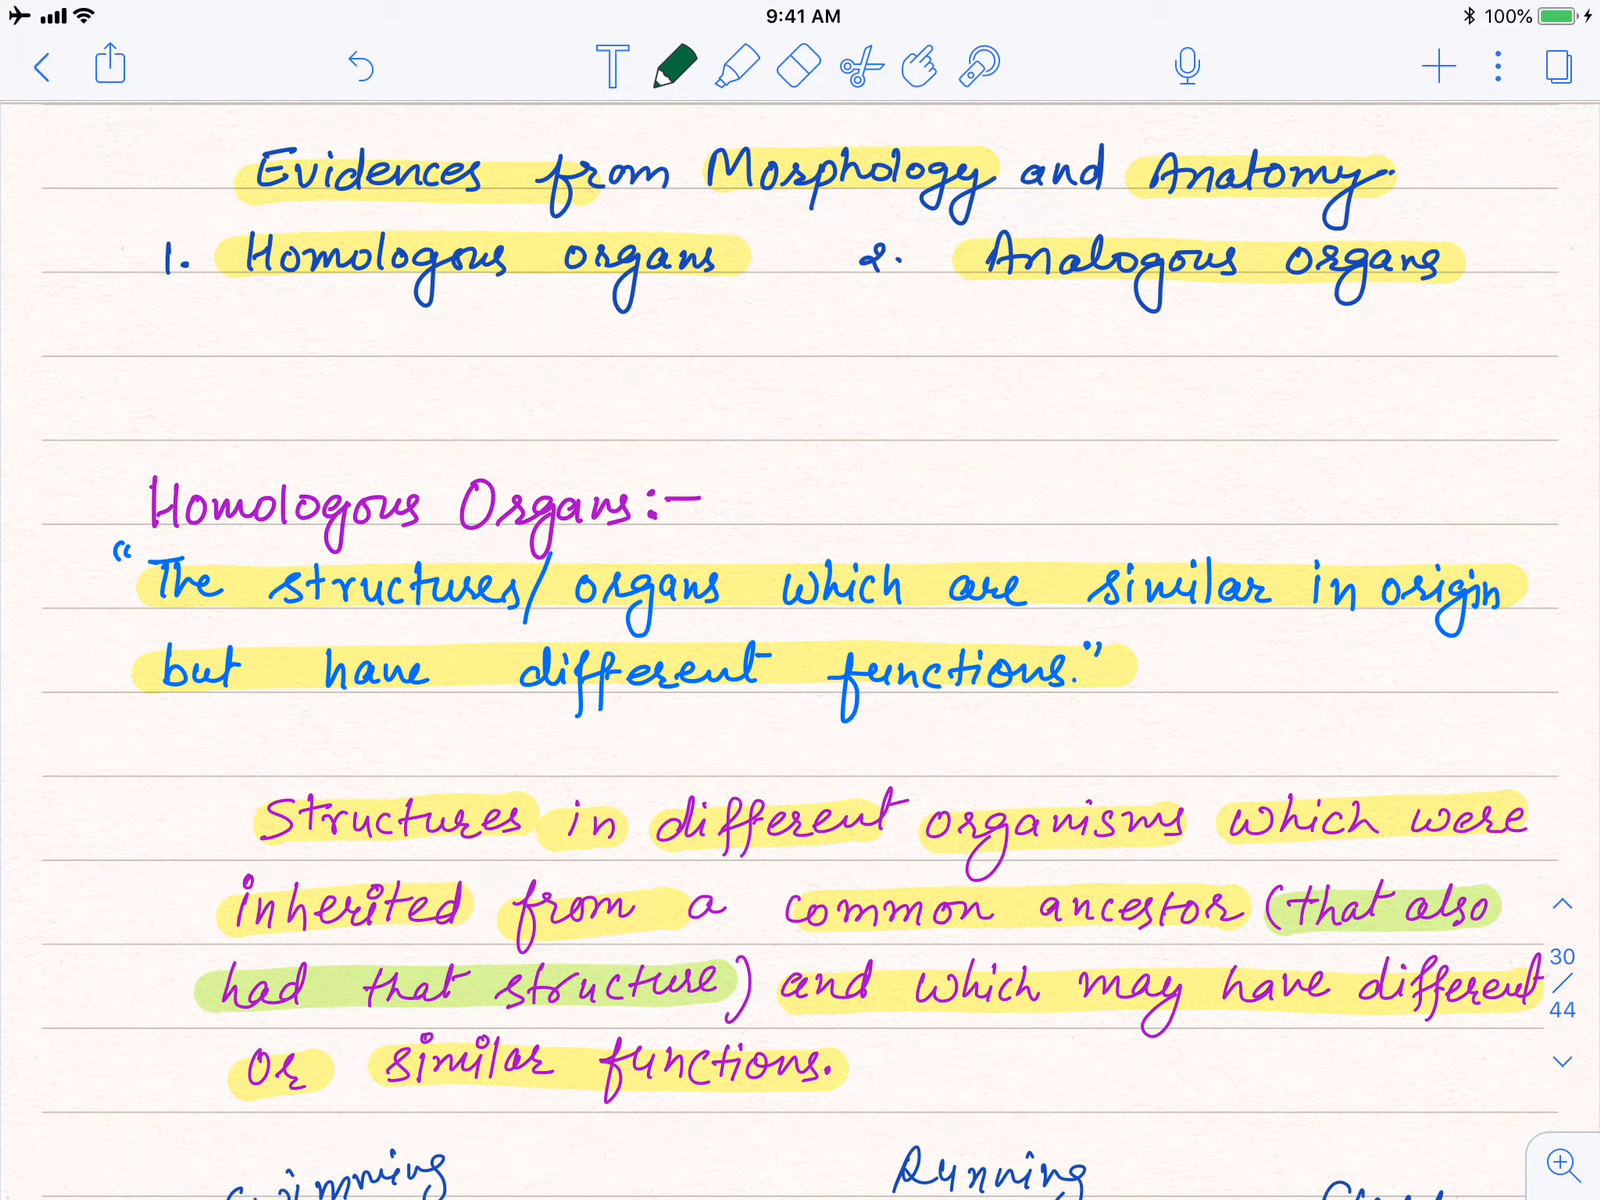 9:41 AM
100%
T
Evidences from Morphology and Anatomy.
1. Homologous organs 2. Analogous organs
Homologous Organs:-
“The structures/organs which are similar in origin
but have different functions.”
Structures in different organisms which were
inherited from a common ancestor (that also
had that structure) and which may have different
or similar functions.
30
/
44
Swimming Running